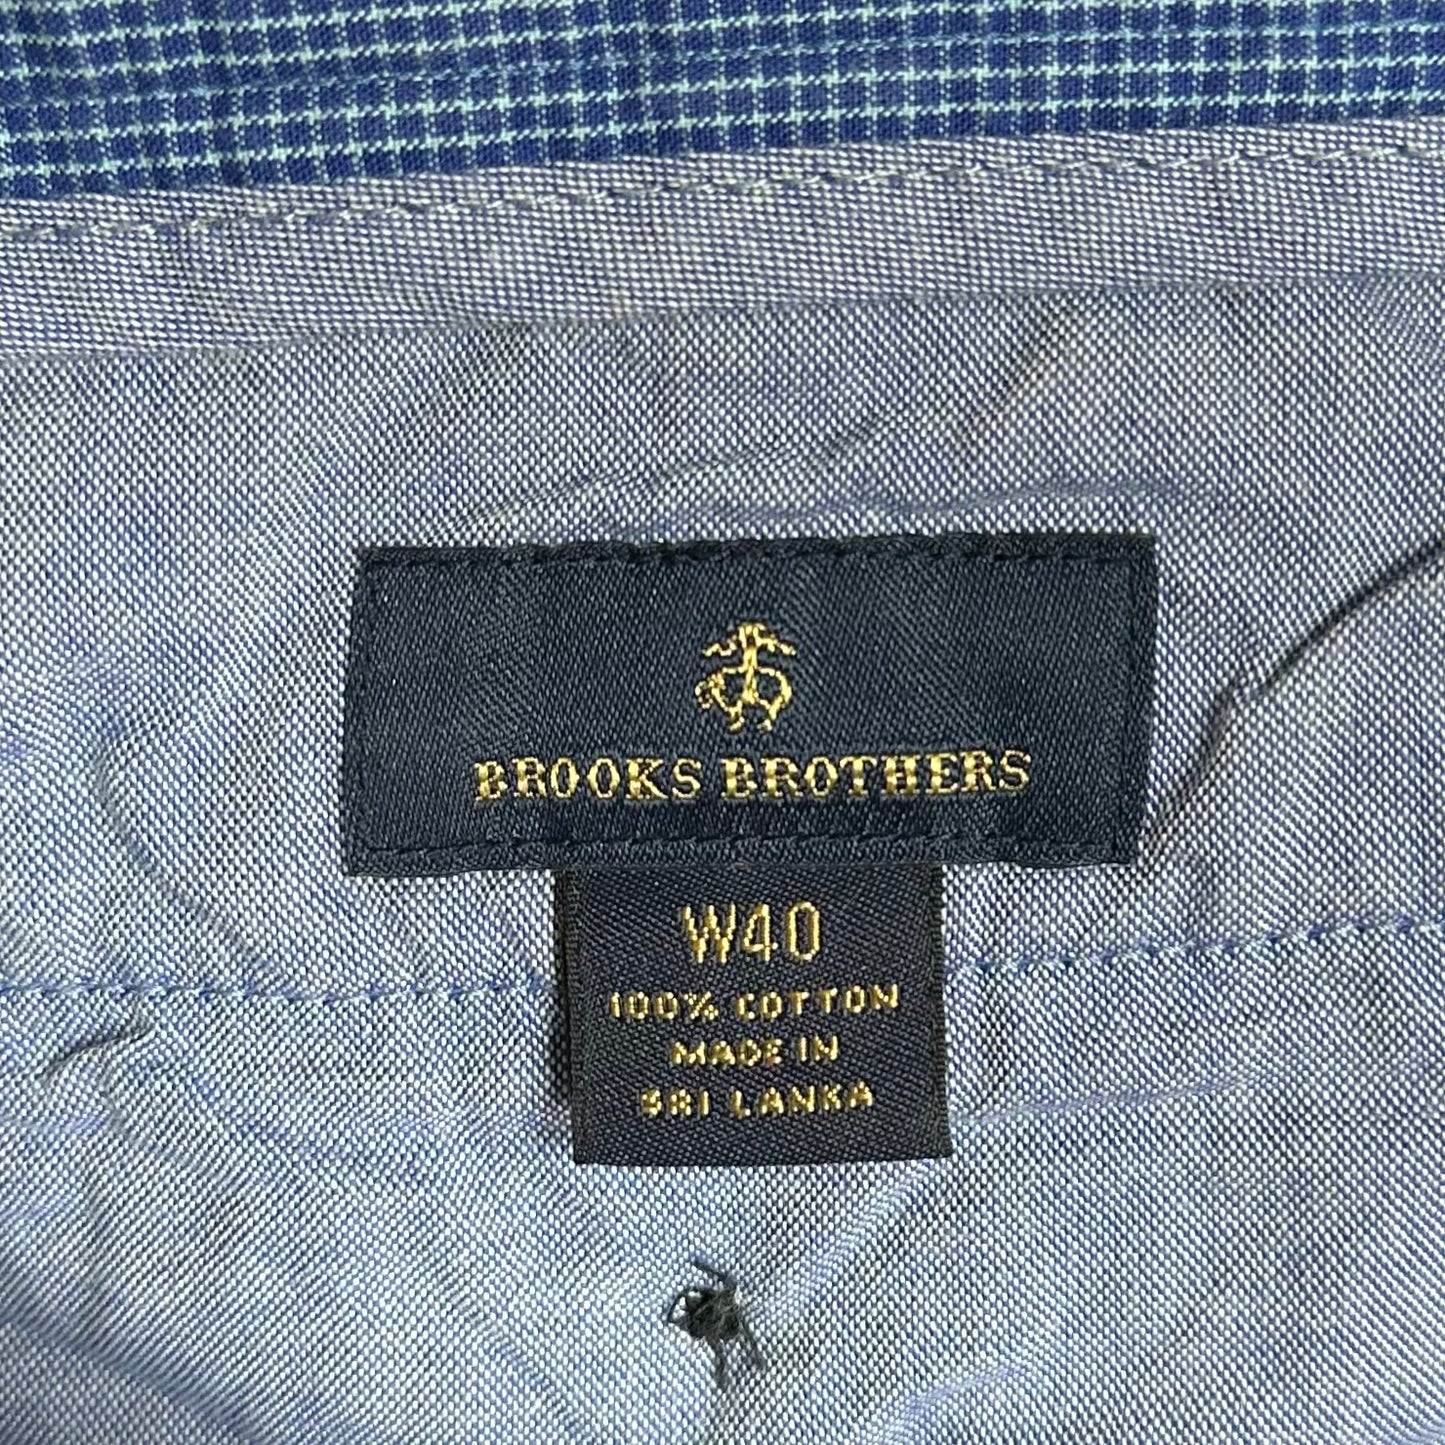 BROOKS BROTHERS
W40
100% COTTON
MADE IN
SRI LANKA